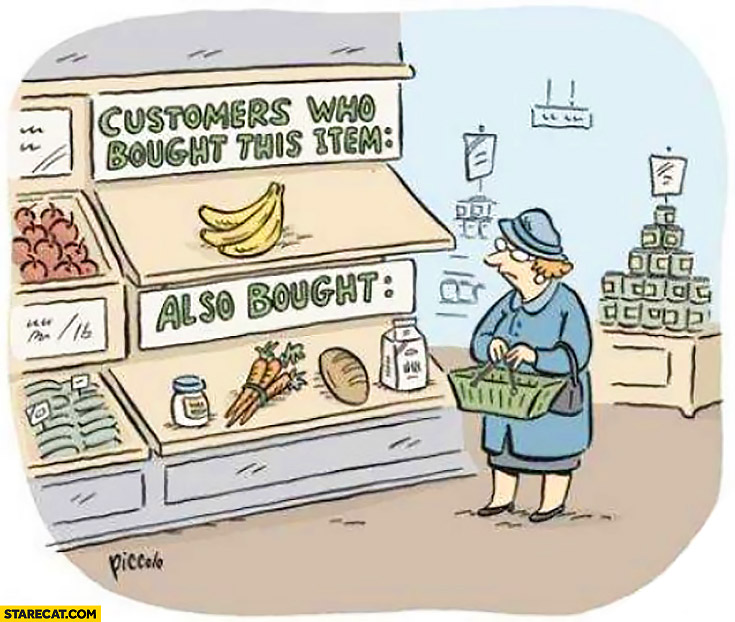 CUSTOMERS WHO
BOUGHT THIS ITEM:
ALSO BOUGHT:
/lb
piccolo
STARECAT.COM